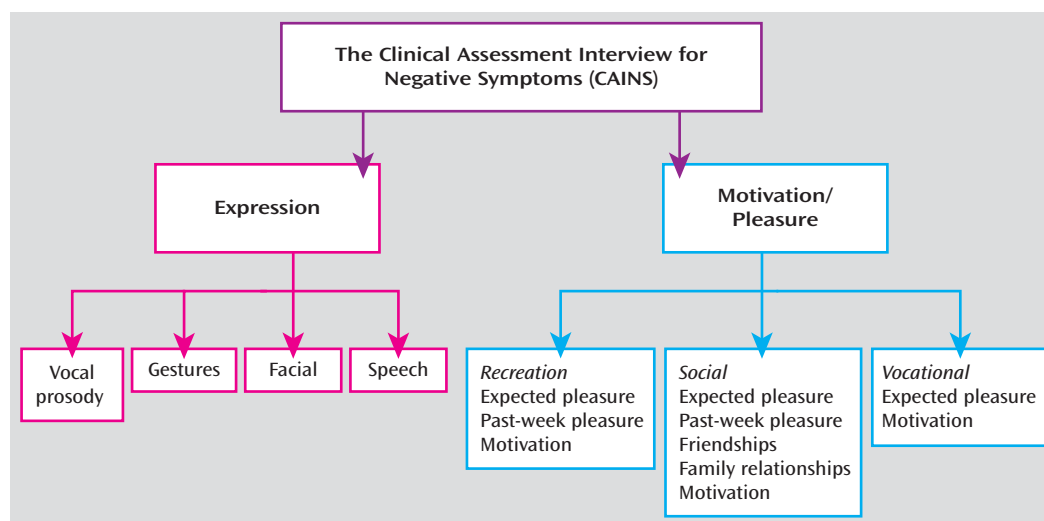 The Clinical Assessment Interview for
Negative Symptoms (CAINS)
Expression
Motivation/
Pleasure
Vocal
prosody
Gestures
Facial
Speech
Recreation
Expected pleasure
Past-week pleasure
Motivation
Social
Expected pleasure
Past-week pleasure
Friendships
Family relationships
Motivation
Vocational
Expected pleasure
Motivation